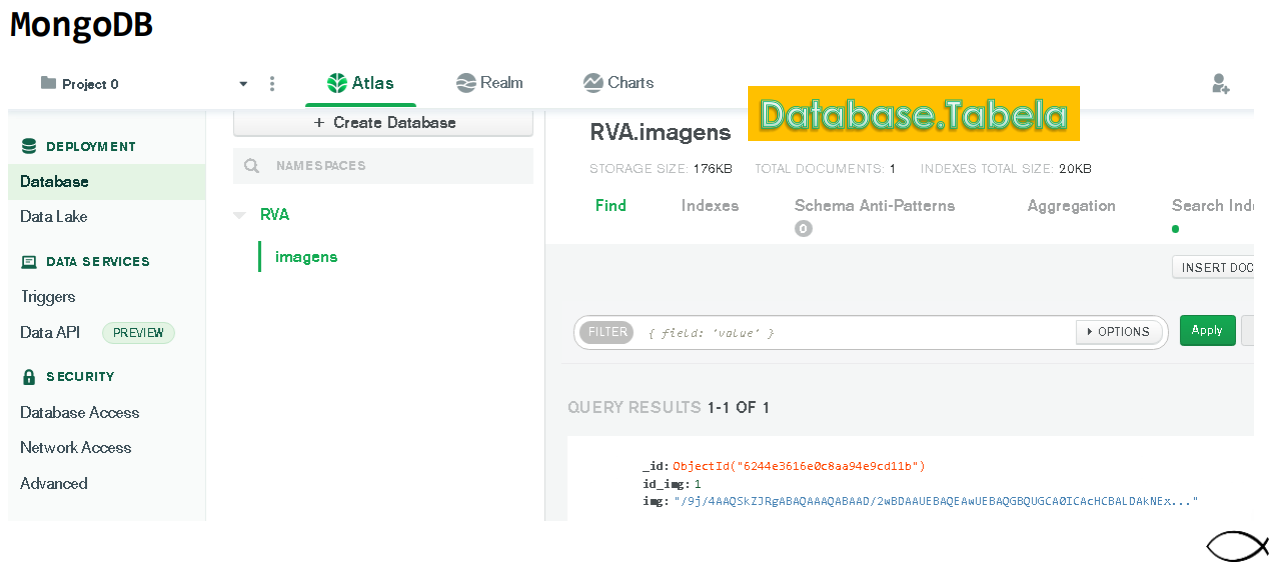 MongoDB
Project 0
Atlas
Realm
Charts
DEPLOYMENT
Database
Data Lake
DATA SERVICES
Triggers
Data API PREVIEW
SECURITY
Database Access
Network Access
Advanced
+ Create Database
NAMESPACES
RVA
imagens
RVA.imagens
Database.Tabela
STORAGE SIZE: 176KB TOTAL DOCUMENTS: 1 INDEXES TOTAL SIZE: 20KB
Find Indexes Schema Anti-Patterns Aggregation Search Inde
0
INSERT DOC
FILTER { field: 'value' } OPTIONS Apply
QUERY RESULTS 1-1 OF 1
_id: ObjectId("6244e3616e0c8aa94e9cd11b")
id_img: 1
img: "/9j/4AAQSkZJRgABAQAAAQABAAD/2wBDAAUEBAQEAwUEBAQGBQUGCA0ICAcHCBALDAkNEx..."